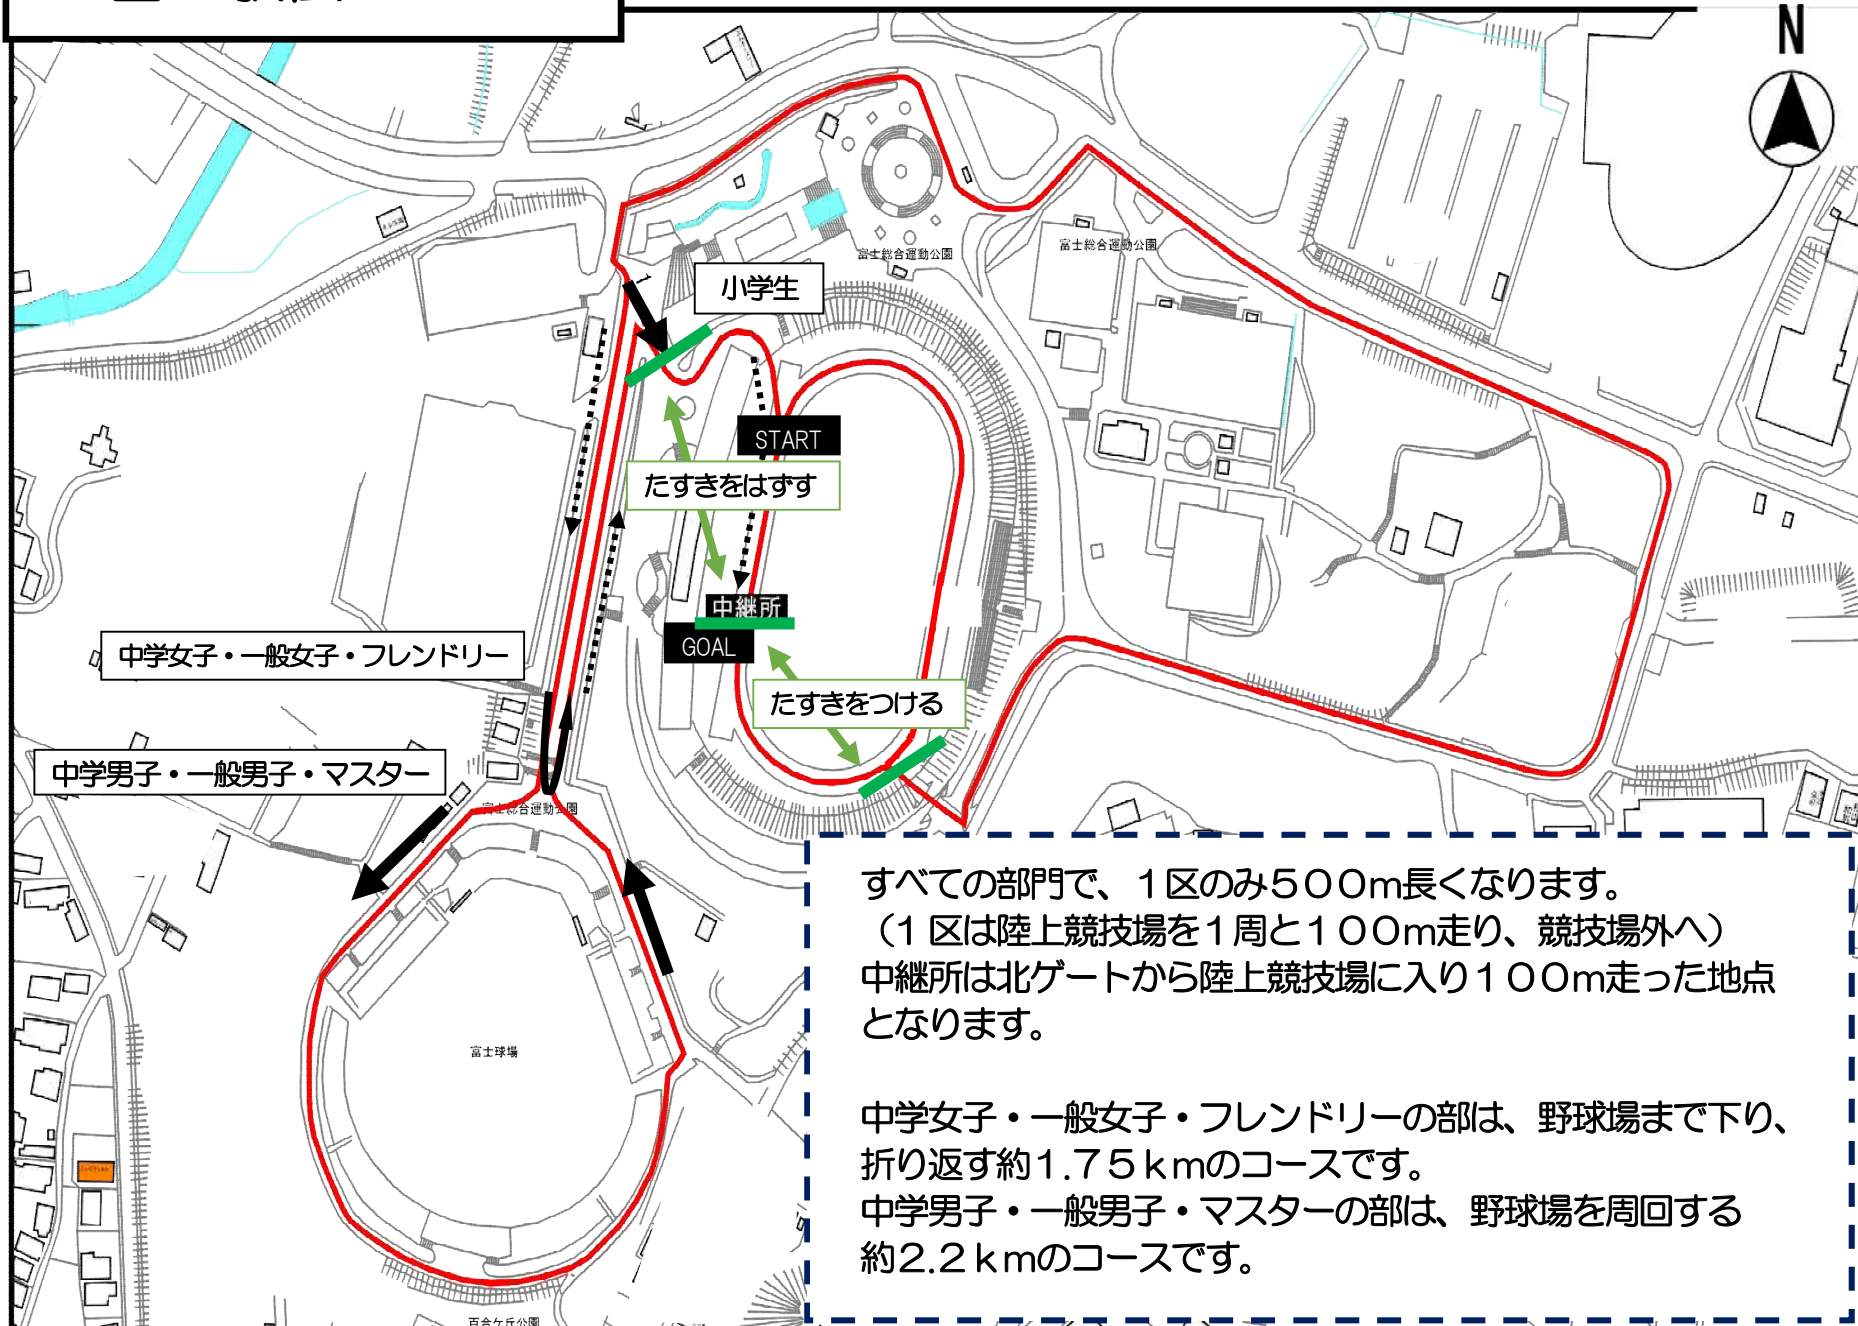 N
富士総合運動公園
富士総合運動公園
小学生
START
たすきをはずす
中継所
GOAL
中学女子・一般女子・フレンドリー
たすきをつける
中学男子・一般男子・マスター
富士総合運動公園
富士球場
百合ケ丘公園
すべての部門で、１区のみ５００ｍ長くなります。
（１区は陸上競技場を１周と１００ｍ走り、競技場外へ）
中継所は北ゲートから陸上競技場に入り１００ｍ走った地点
となります。
中学女子・一般女子・フレンドリーの部は、野球場まで下り、
折り返す約１.７５ｋｍのコースです。
中学男子・一般男子・マスターの部は、野球場を周回する
約２.２ｋｍのコースです。